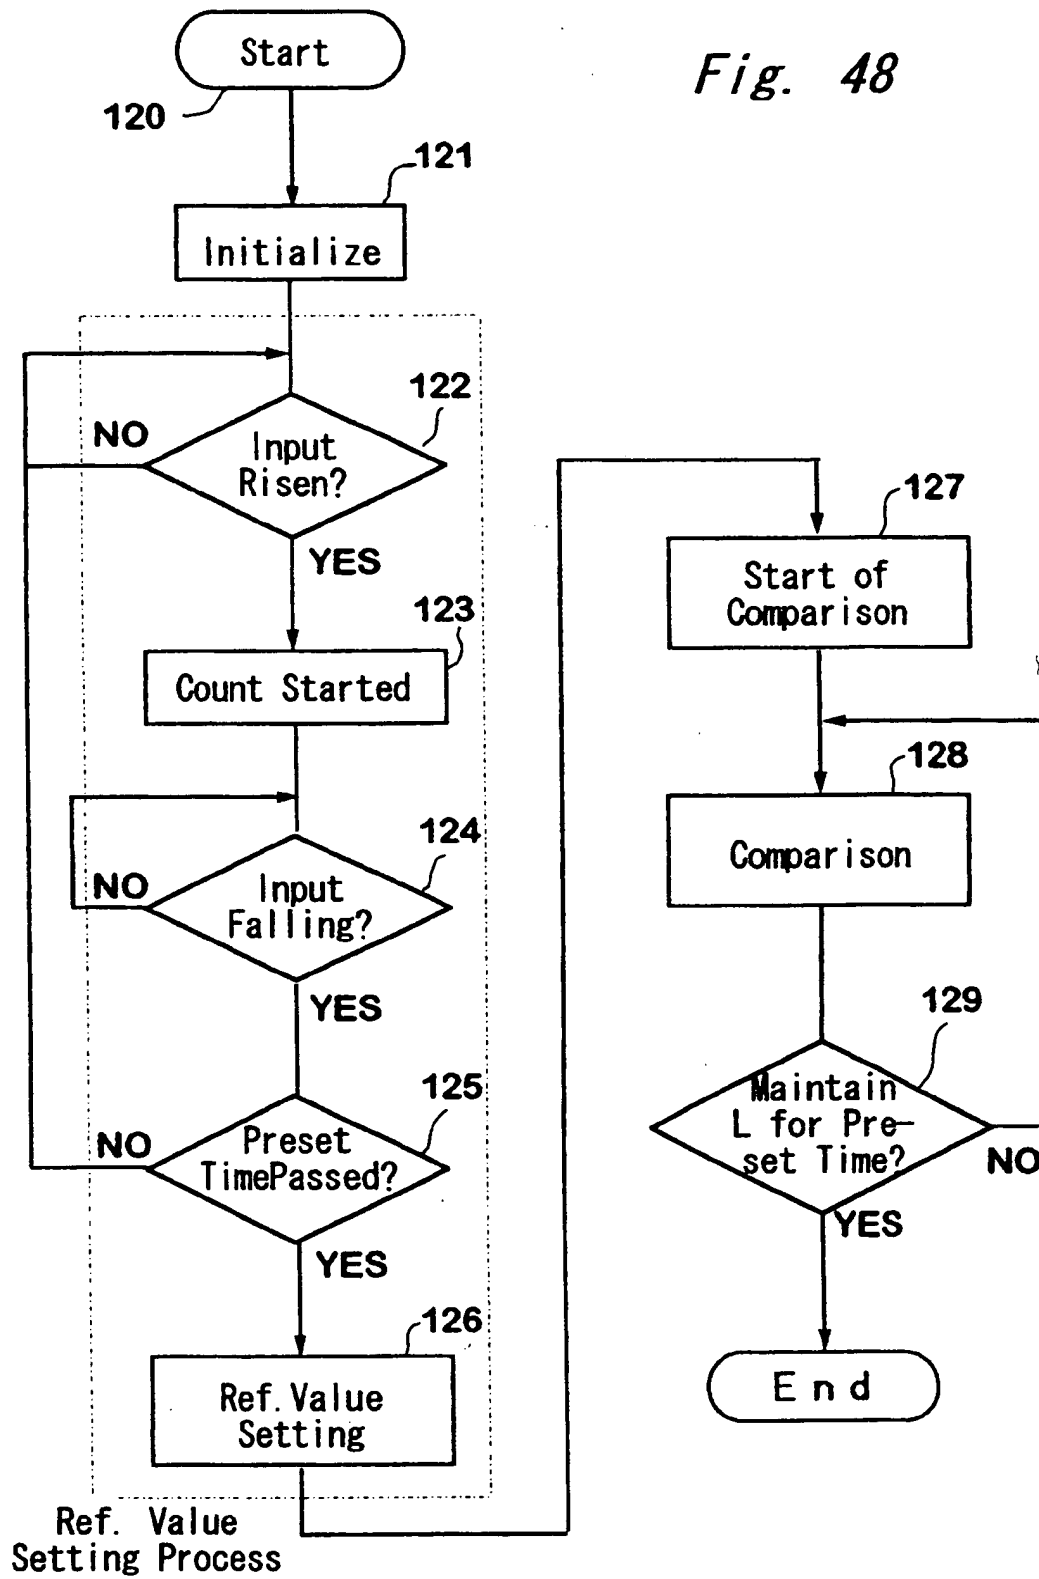 Fig. 48
Start
120
121
Initialize
122
NO
Input
Risen?
YES
123
Count Started
124
NO
Input
Falling?
YES
125
NO
Preset
TimePassed?
YES
126
Ref. Value
Setting
Ref. Value
Setting Process
127
Start of
Comparison
128
Comparison
129
Maintain
L for Pre-
set Time?
NO
YES
End